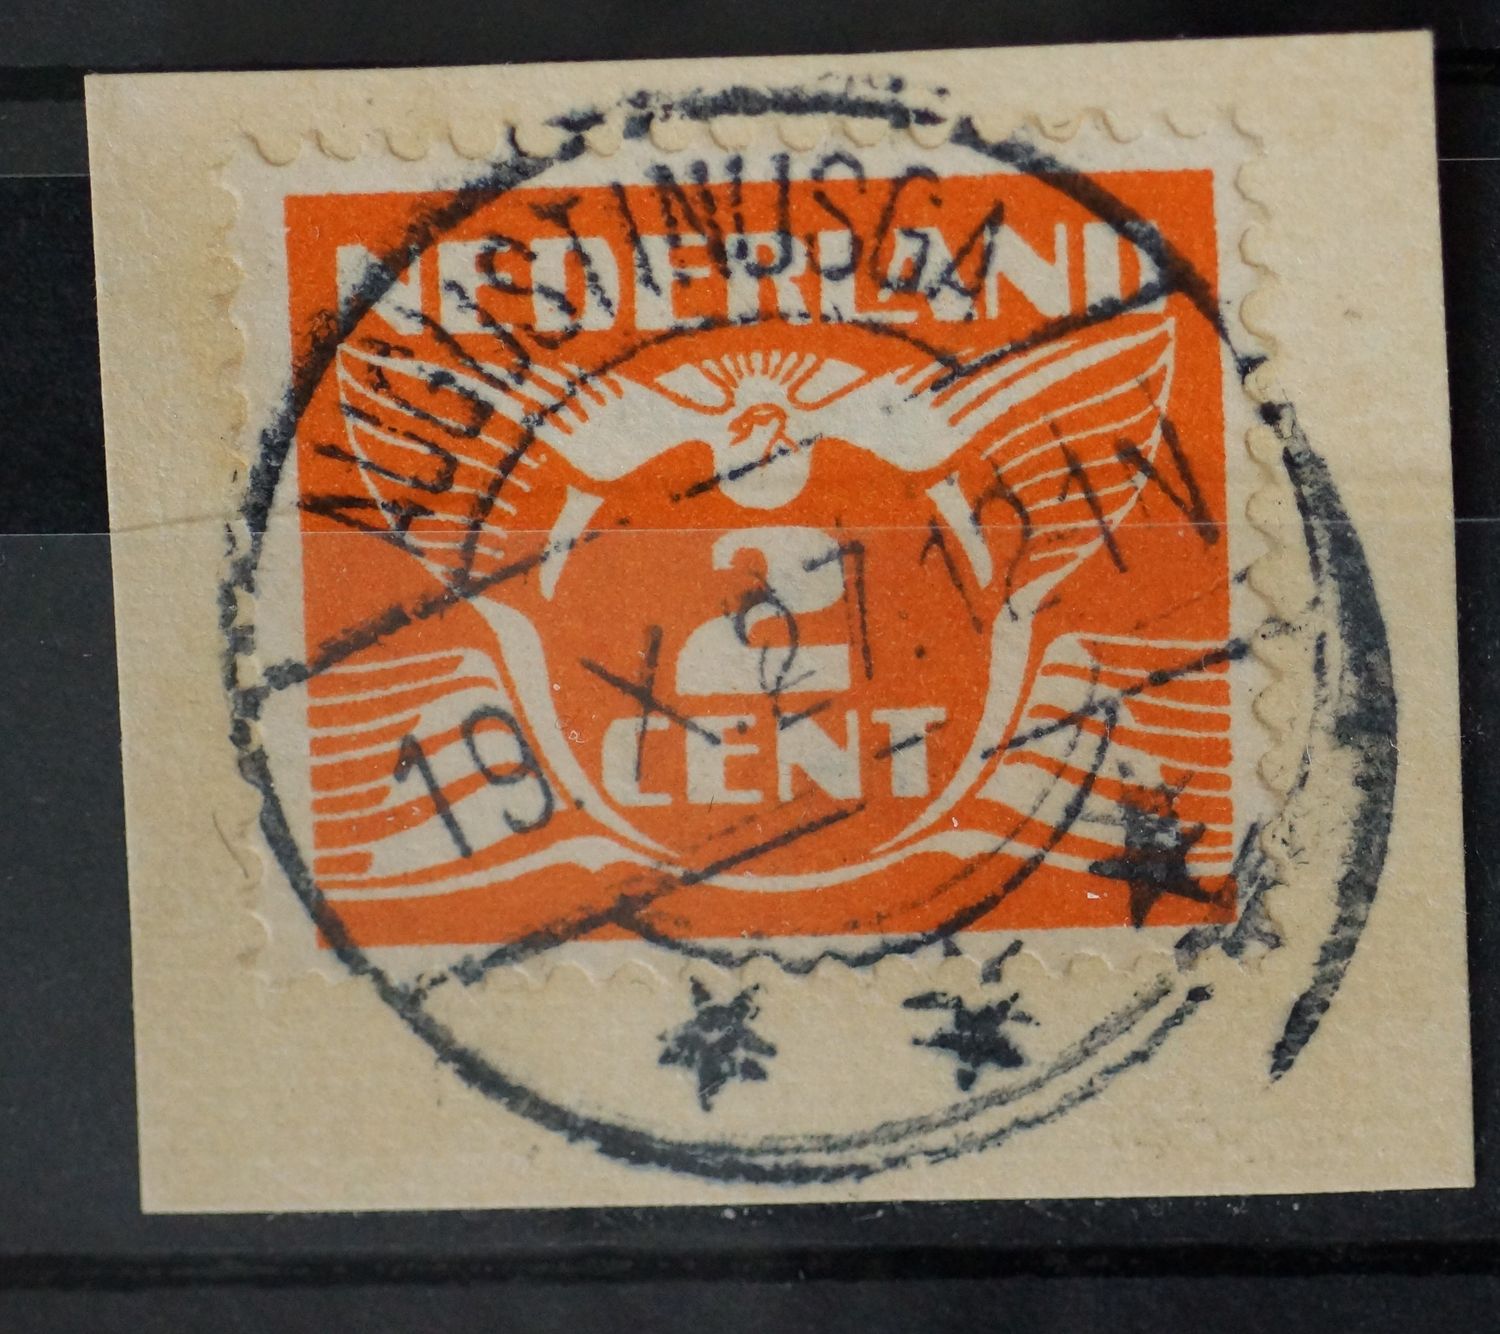 AUGUSTINUSGA
NEDERLAND
19.X.27.12 1N
2
CENT